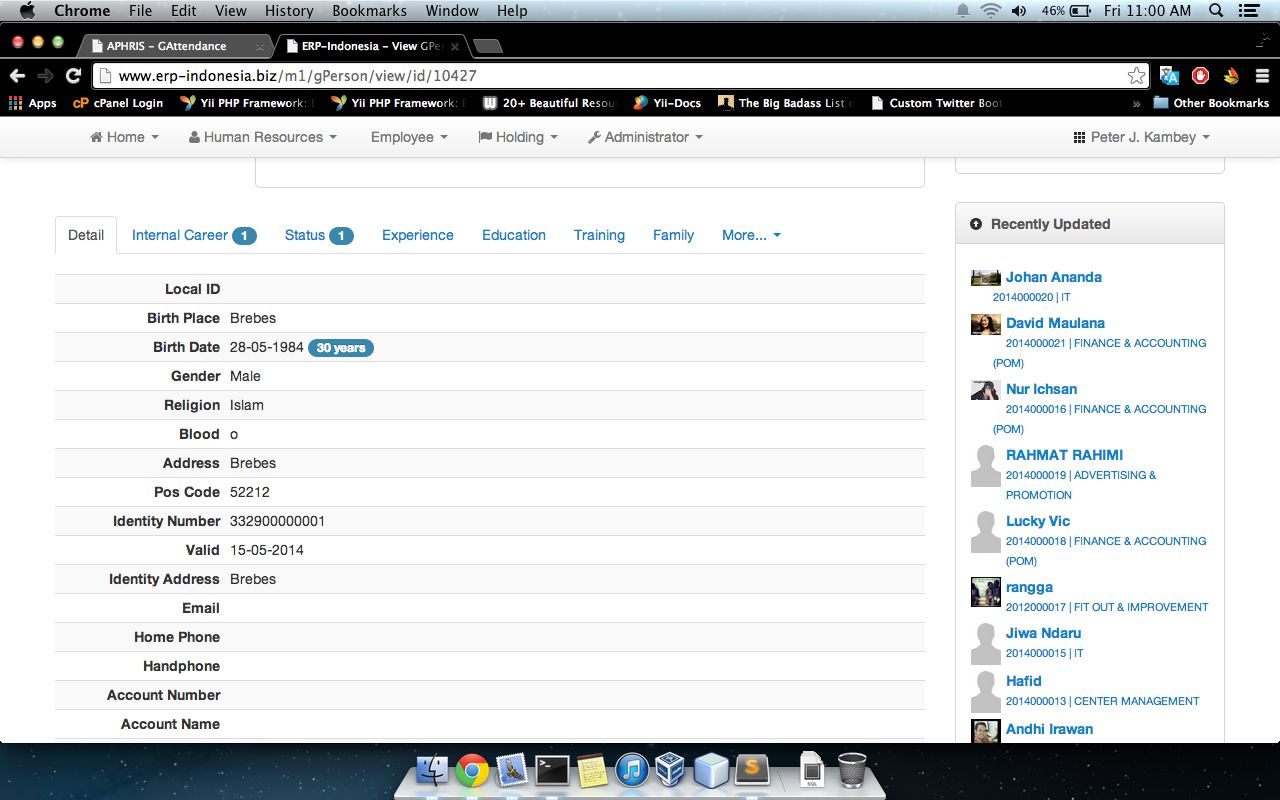 Chrome File Edit View History Bookmarks Window Help 46% Fri 11:00 AM
APHRIS – GAttendance ERP-Indonesia – View GPer
www.erp-indonesia.biz/m1/gPerson/view/id/10427
Apps cPanel Login Yii PHP Framework: Yii PHP Framework: 20+ Beautiful Resou Yii-Docs The Big Badass List o Custom Twitter Boot » Other Bookmarks
Home Human Resources Employee Holding Administrator Peter J. Kambey
Detail Internal Career 1 Status 1 Experience Education Training Family More...
Local ID
Birth Place Brebes
Birth Date 28-05-1984 30 years
Gender Male
Religion Islam
Blood o
Address Brebes
Pos Code 52212
Identity Number 332900000001
Valid 15-05-2014
Identity Address Brebes
Email
Home Phone
Handphone
Account Number
Account Name
Recently Updated
Johan Ananda
2014000020 | IT
David Maulana
2014000021 | FINANCE & ACCOUNTING
(POM)
Nur Ichsan
2014000016 | FINANCE & ACCOUNTING
(POM)
RAHMAT RAHIMI
2014000019 | ADVERTISING &
PROMOTION
Lucky Vic
2014000018 | FINANCE & ACCOUNTING
(POM)
rangga
2012000017 | FIT OUT & IMPROVEMENT
Jiwa Ndaru
2014000015 | IT
Hafid
2014000013 | CENTER MANAGEMENT
Andhi Irawan
SQL